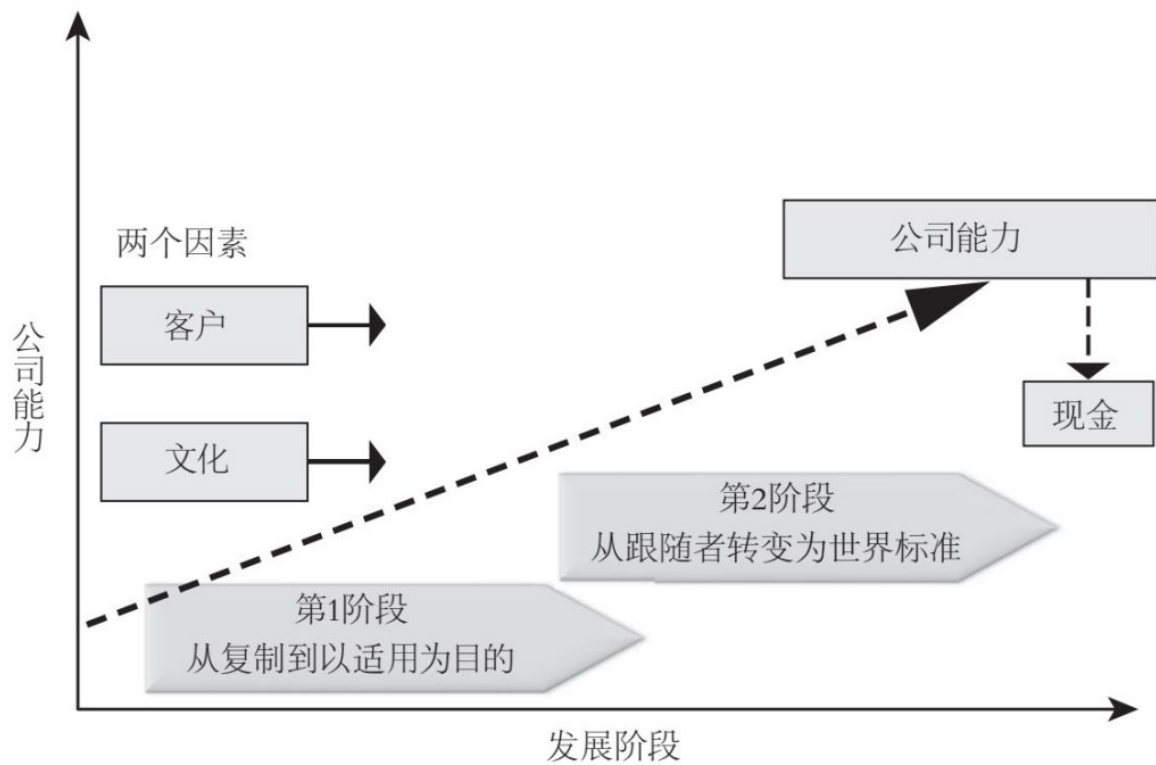 两个因素
客户
文化
公司能力
公司能力
现金
第2阶段
从跟随者转变为世界标准
第1阶段
从复制到以适用为目的
发展阶段